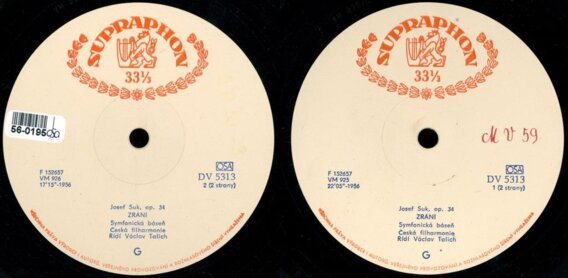 SUPRAPHON
33⅓
56-0195
F 152657
VM 926
17'15"-1956
OSA
DV 5313
2 (2 strany)
Josef Suk, op. 34
ZRÁNÍ
Symfonická báseň
Česká filharmonie
Řídí Václav Talich
G
SUPRAPHON
33⅓
M V 59
F 152657
VM 925
22'05"-1956
OSA
DV 5313
1 (2 strany)
Josef Suk, op. 34
ZRÁNÍ
Symfonická báseň
Česká filharmonie
Řídí Václav Talich
G